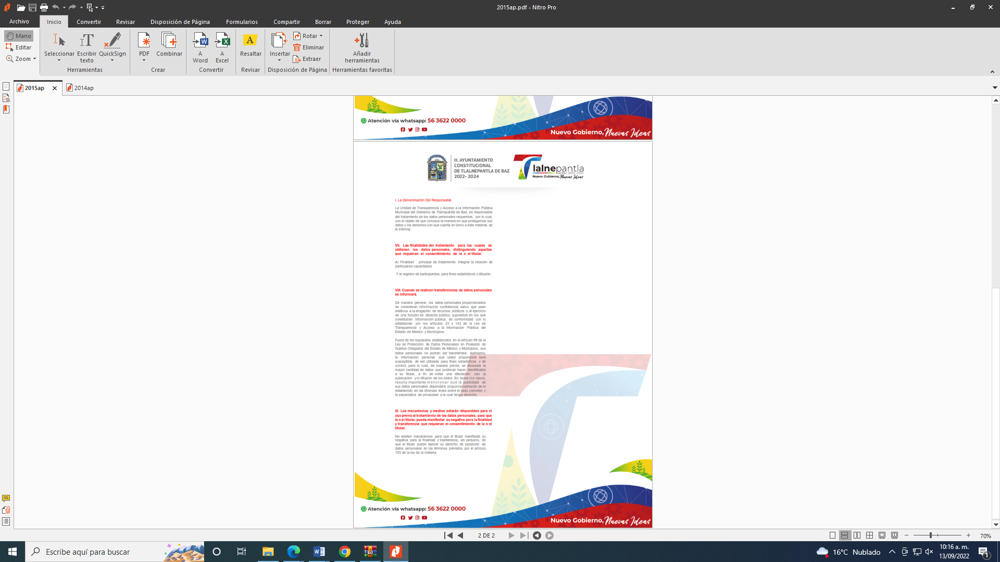 2015ap.pdf - Nitro Pro
Archivo Inicio Convertir Revisar Disposición de Página Formularios Compartir Borrar Proteger Ayuda
Mano
Editar
Zoom
Seleccionar
Escribir
texto
QuickSign
Herramientas
PDF
Combinar
Crear
A
Word
A
Excel
Convertir
Resaltar
Revisar
Insertar
Rotar
Eliminar
Extraer
Disposición de Página
Añadir
herramientas
Herramientas favoritas
2015ap 2014ap
Atención vía whatsapp: 56 3622 0000
Nuevo Gobierno, Nuevas Ideas
H. AYUNTAMIENTO
CONSTITUCIONAL
DE TLALNEPANTLA DE BAZ
2022- 2024
Tlalnepantla
de Baz 2022 - 2024
Nuevo Gobierno, Nuevas Ideas
I. La Denominación Del Responsable
La Unidad de Transparencia y Acceso a la Información Pública
Municipal del Gobierno de Tlalnepantla de Baz, es responsable
del tratamiento de los datos personales requeridos, por lo cual,
con el objeto de que conozca la manera en que protegemos sus
datos y los derechos con que cuenta en torno a este material, se
le informa:
VII. Las finalidades del tratamiento para las cuales se
obtienen los datos personales, distinguiendo aquellas
que requieran el consentimiento de la o el titular.
A) Finalidad principal de tratamiento: Integrar la relación de
particulares capacitados
Y el registro de participantes, para fines estadísticos y difusión.
VIII. Cuando se realicen transferencias de datos personales
se informará.
De manera general, los datos personales proporcionados
se consideran información confidencial, salvo que sean
relativos a la erogación de recursos públicos o al ejercicio
de una función de derecho público, supuestos en los que
constituirán información pública, de conformidad con lo
establecido por los artículos 23 y 143 de la Ley de
Transparencia y Acceso a la Información Pública del
Estado de México y Municipios.
Fuera de los supuestos establecidos en el artículo 66 de la
Ley de Protección de Datos Personales en Posesión de
Sujetos Obligados del Estado de México y Municipios, sus
datos personales no podrán ser transferidos. Asimismo,
la información personal que usted proporcione será
susceptible de ser utilizada para fines estadísticos y de
control, para lo cual, de manera previa, se disociará la
mayor cantidad de datos que pudieran hacer identificable
a su titular, a fin de evitar una afectación con la
publicación y/o difusión de los datos. En todos los casos,
resulta importante mencionar que la publicidad de
sus datos personales dependerá proporcionalmente de lo
establecido en las diversas leyes sobre el caso concreto y
la expectativa de privacidad a la cual tenga derecho.
IX. Los mecanismos y medios estarán disponibles para el
uso previo al tratamiento de los datos personales, para que
la o el titular, pueda manifestar su negativa para la finalidad
y transferencia que requieran el consentimiento de la o el
titular.
No existen mecanismos para que el titular manifieste su
negativa para la finalidad y trasferencia, sin perjuicio, de
que el titular puede ejercer su derecho de oposición de
datos personales en los términos previstos por el artículo
103 de la ley de la materia.
Atención vía whatsapp: 56 3622 0000
Nuevo Gobierno, Nuevas Ideas
2 DE 2
70%
Escribe aquí para buscar
16°C Nublado
10:16 a. m.
13/09/2022
1